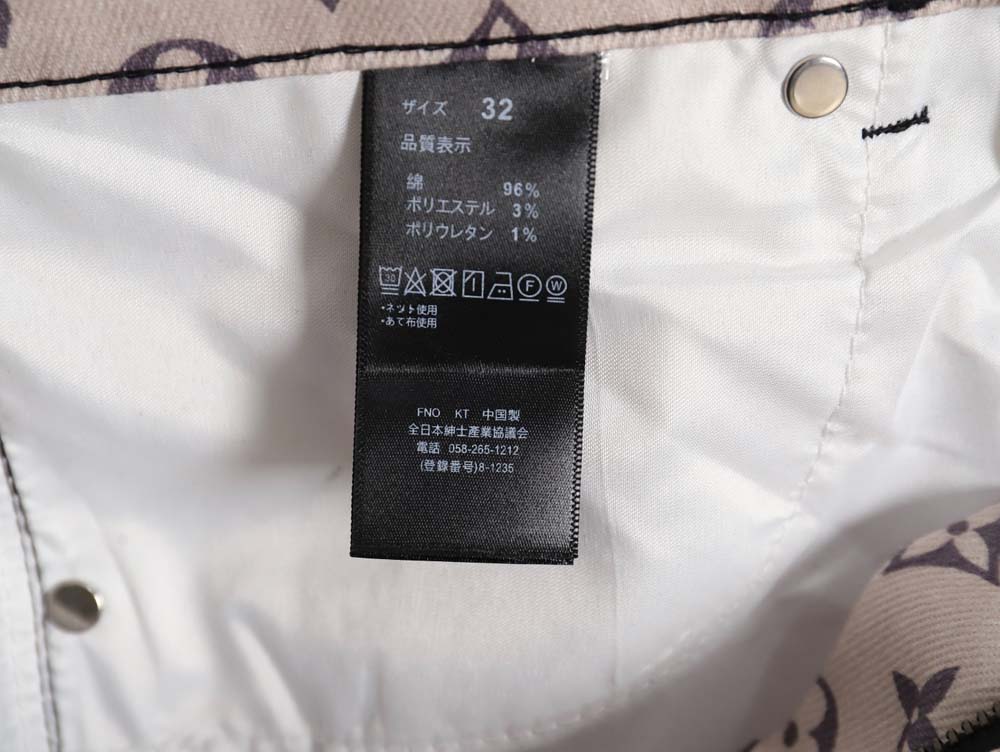 サイズ 32
品質表示
綿 96%
ポリエステル 3%
ポリウレタン 1%
30 F W
・ネット使用
・あて布使用
FNO KT 中国製
全日本紳士產業協議会
電話 058-265-1212
(登錄番号)8-1235